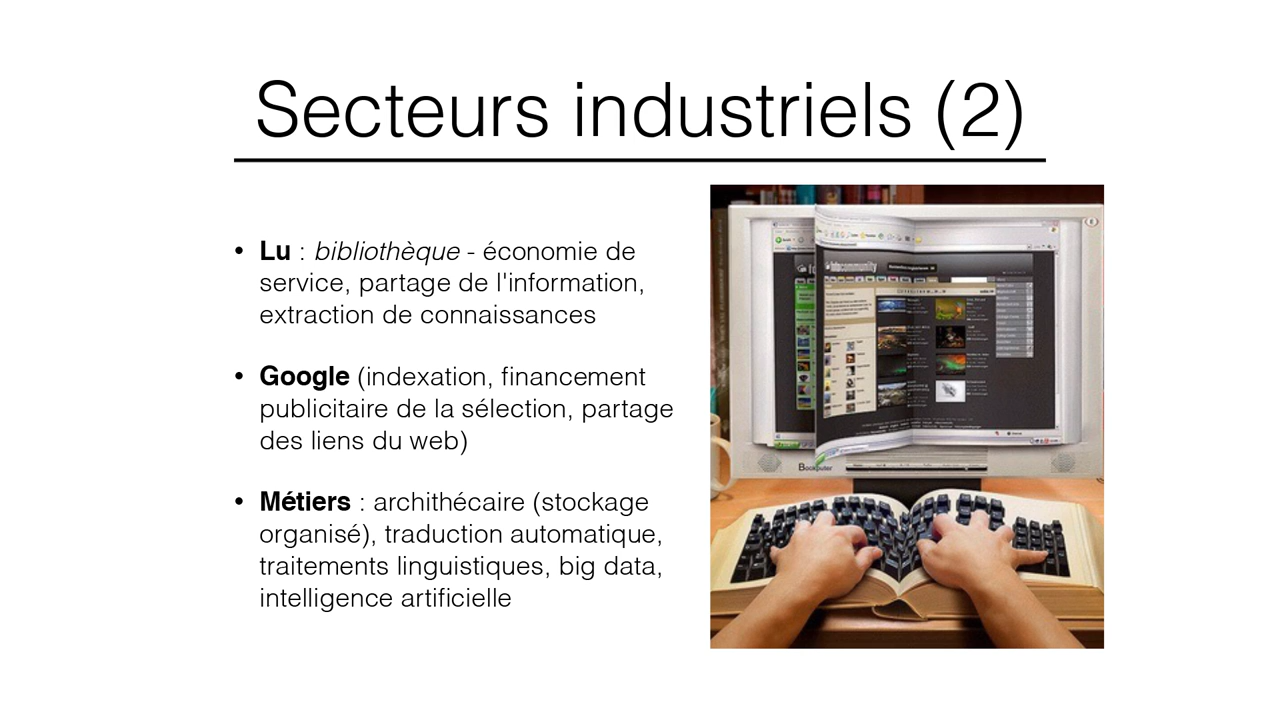 Secteurs industriels (2)
• Lu : bibliothèque - économie de
service, partage de l'information,
extraction de connaissances
• Google (indexation, financement
publicitaire de la sélection, partage
des liens du web)
• Métiers : archithécaire (stockage
organisé), traduction automatique,
traitements linguistiques, big data,
intelligence artificielle
Bookputer